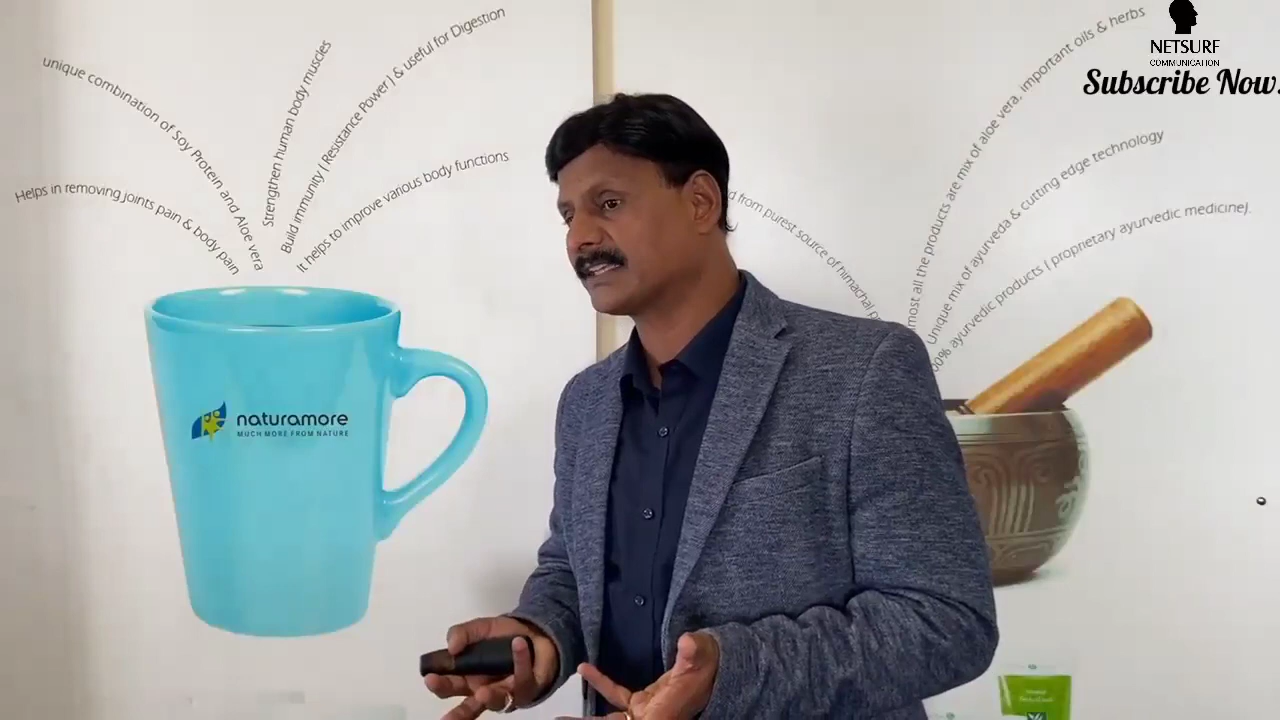 unique combination of Soy Protein and Aloe vera
Helps in removing joints pain & body pain
Strengthen human body muscles
Build immunity ( Resistance Power ) & useful for Digestion
It helps to improve various body functions
naturamore
MUCH MORE FROM NATURE
from purest source of himachal
most all the products are mix of aloe vera, important oils & herbs
Unique mix of ayurveda & cutting edge technology
00% ayurvedic products ( proprietary ayurvedic medicine).
NETSURF
COMMUNICATION
Subscribe Now.